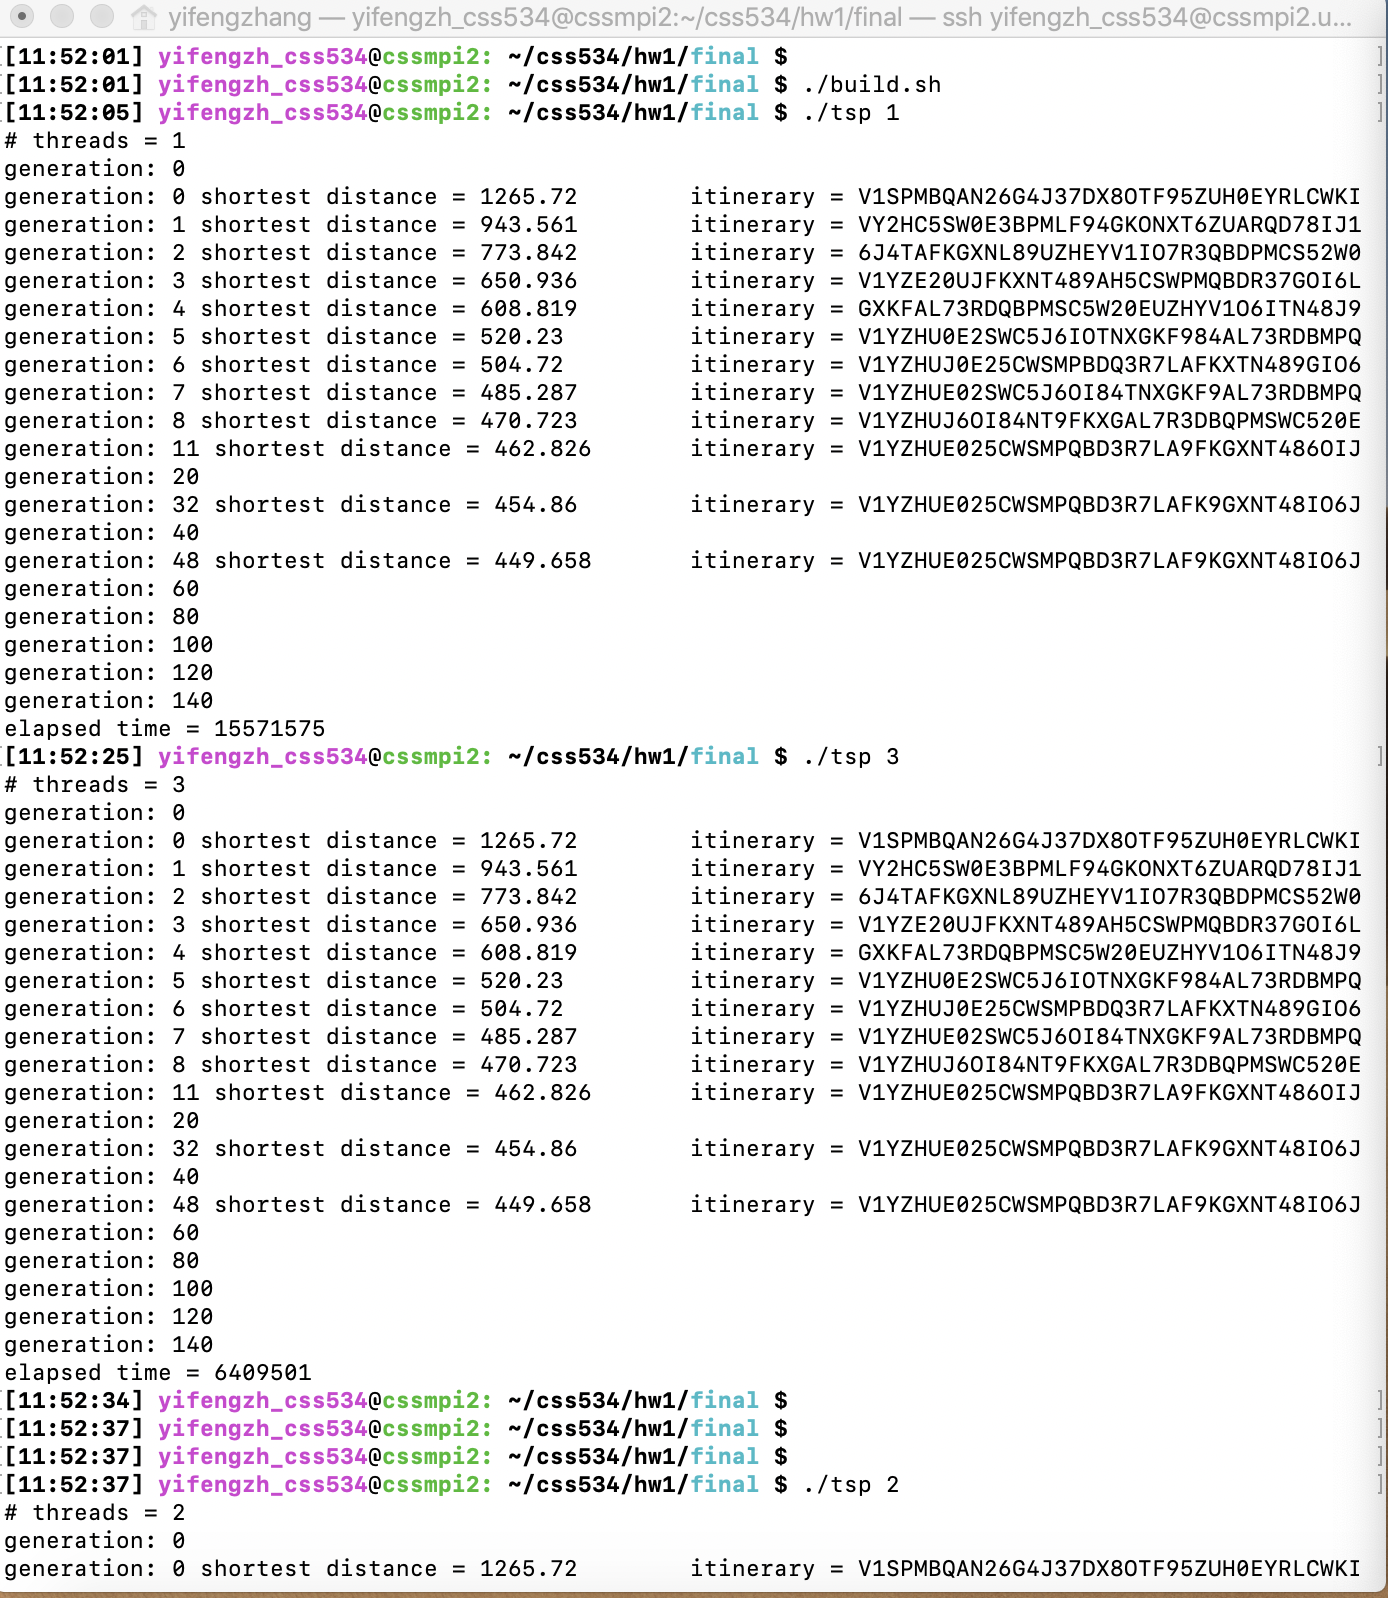 yifengzhang — yifengzh_css534@cssmpi2:~/css534/hw1/final — ssh yifengzh_css534@cssmpi2.u...
[11:52:01] yifengzh_css534@cssmpi2: ~/css534/hw1/final $
[11:52:01] yifengzh_css534@cssmpi2: ~/css534/hw1/final $ ./build.sh
[11:52:05] yifengzh_css534@cssmpi2: ~/css534/hw1/final $ ./tsp 1
# threads = 1
generation: 0
generation: 0 shortest distance = 1265.72 itinerary = V1SPMBQAN26G4J37DX8OTF95ZUH0EYRLCWKI
generation: 1 shortest distance = 943.561 itinerary = VY2HC5SW0E3BPMLF94GKONXT6ZUARQD78IJ1
generation: 2 shortest distance = 773.842 itinerary = 6J4TAFKGXNL89UZHEYV1IO7R3QBDPMCS52W0
generation: 3 shortest distance = 650.936 itinerary = V1YZE20UJFKXNT489AH5CSWPMQBDR37GOI6L
generation: 4 shortest distance = 608.819 itinerary = GXKFAL73RDQBPMSC5W20EUZHYV1O6ITN48J9
generation: 5 shortest distance = 520.23 itinerary = V1YZHU0E2SWC5J6IOTNXGKF984AL73RDBMPQ
generation: 6 shortest distance = 504.72 itinerary = V1YZHUJ0E25CWSMPBDQ3R7LAFKXTN489GIO6
generation: 7 shortest distance = 485.287 itinerary = V1YZHUE02SWC5J6OI84TNXGKF9AL73RDBMPQ
generation: 8 shortest distance = 470.723 itinerary = V1YZHUJ6OI84NT9FKXGAL7R3DBQPMSWC520E
generation: 11 shortest distance = 462.826 itinerary = V1YZHUE025CWSMPQBD3R7LA9FKGXNT486OIJ
generation: 20
generation: 32 shortest distance = 454.86 itinerary = V1YZHUE025CWSMPQBD3R7LAFK9GXNT48IO6J
generation: 40
generation: 48 shortest distance = 449.658 itinerary = V1YZHUE025CWSMPQBD3R7LAF9KGXNT48IO6J
generation: 60
generation: 80
generation: 100
generation: 120
generation: 140
elapsed time = 15571575
[11:52:25] yifengzh_css534@cssmpi2: ~/css534/hw1/final $ ./tsp 3
# threads = 3
generation: 0
generation: 0 shortest distance = 1265.72 itinerary = V1SPMBQAN26G4J37DX8OTF95ZUH0EYRLCWKI
generation: 1 shortest distance = 943.561 itinerary = VY2HC5SW0E3BPMLF94GKONXT6ZUARQD78IJ1
generation: 2 shortest distance = 773.842 itinerary = 6J4TAFKGXNL89UZHEYV1IO7R3QBDPMCS52W0
generation: 3 shortest distance = 650.936 itinerary = V1YZE20UJFKXNT489AH5CSWPMQBDR37GOI6L
generation: 4 shortest distance = 608.819 itinerary = GXKFAL73RDQBPMSC5W20EUZHYV1O6ITN48J9
generation: 5 shortest distance = 520.23 itinerary = V1YZHU0E2SWC5J6IOTNXGKF984AL73RDBMPQ
generation: 6 shortest distance = 504.72 itinerary = V1YZHUJ0E25CWSMPBDQ3R7LAFKXTN489GIO6
generation: 7 shortest distance = 485.287 itinerary = V1YZHUE02SWC5J6OI84TNXGKF9AL73RDBMPQ
generation: 8 shortest distance = 470.723 itinerary = V1YZHUJ6OI84NT9FKXGAL7R3DBQPMSWC520E
generation: 11 shortest distance = 462.826 itinerary = V1YZHUE025CWSMPQBD3R7LA9FKGXNT486OIJ
generation: 20
generation: 32 shortest distance = 454.86 itinerary = V1YZHUE025CWSMPQBD3R7LAFK9GXNT48IO6J
generation: 40
generation: 48 shortest distance = 449.658 itinerary = V1YZHUE025CWSMPQBD3R7LAF9KGXNT48IO6J
generation: 60
generation: 80
generation: 100
generation: 120
generation: 140
elapsed time = 6409501
[11:52:34] yifengzh_css534@cssmpi2: ~/css534/hw1/final $
[11:52:37] yifengzh_css534@cssmpi2: ~/css534/hw1/final $
[11:52:37] yifengzh_css534@cssmpi2: ~/css534/hw1/final $
[11:52:37] yifengzh_css534@cssmpi2: ~/css534/hw1/final $ ./tsp 2
# threads = 2
generation: 0
generation: 0 shortest distance = 1265.72 itinerary = V1SPMBQAN26G4J37DX8OTF95ZUH0EYRLCWKI